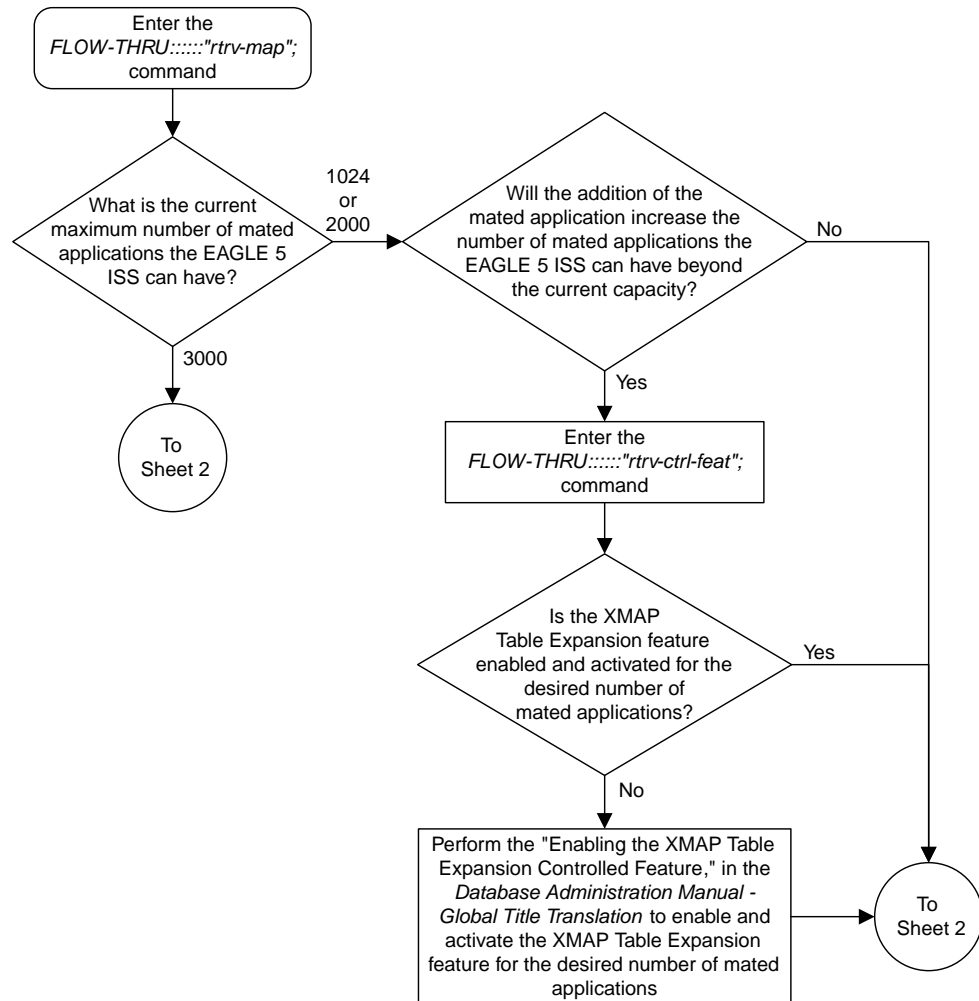 Enter the
FLOW-THRU::::::"rtrv-map";
command
What is the current
maximum number of mated
applications the EAGLE 5
ISS can have?
1024
or
2000
3000
To
Sheet 2
Will the addition of the
mated application increase the
number of mated applications the
EAGLE 5 ISS can have beyond
the current capacity?
No
Yes
Enter the
FLOW-THRU::::::"rtrv-ctrl-feat";
command
Is the XMAP
Table Expansion feature
enabled and activated for the
desired number of
mated applications?
Yes
No
Perform the "Enabling the XMAP Table
Expansion Controlled Feature," in the
Database Administration Manual -
Global Title Translation to enable and
activate the XMAP Table Expansion
feature for the desired number of mated
applications
To
Sheet 2